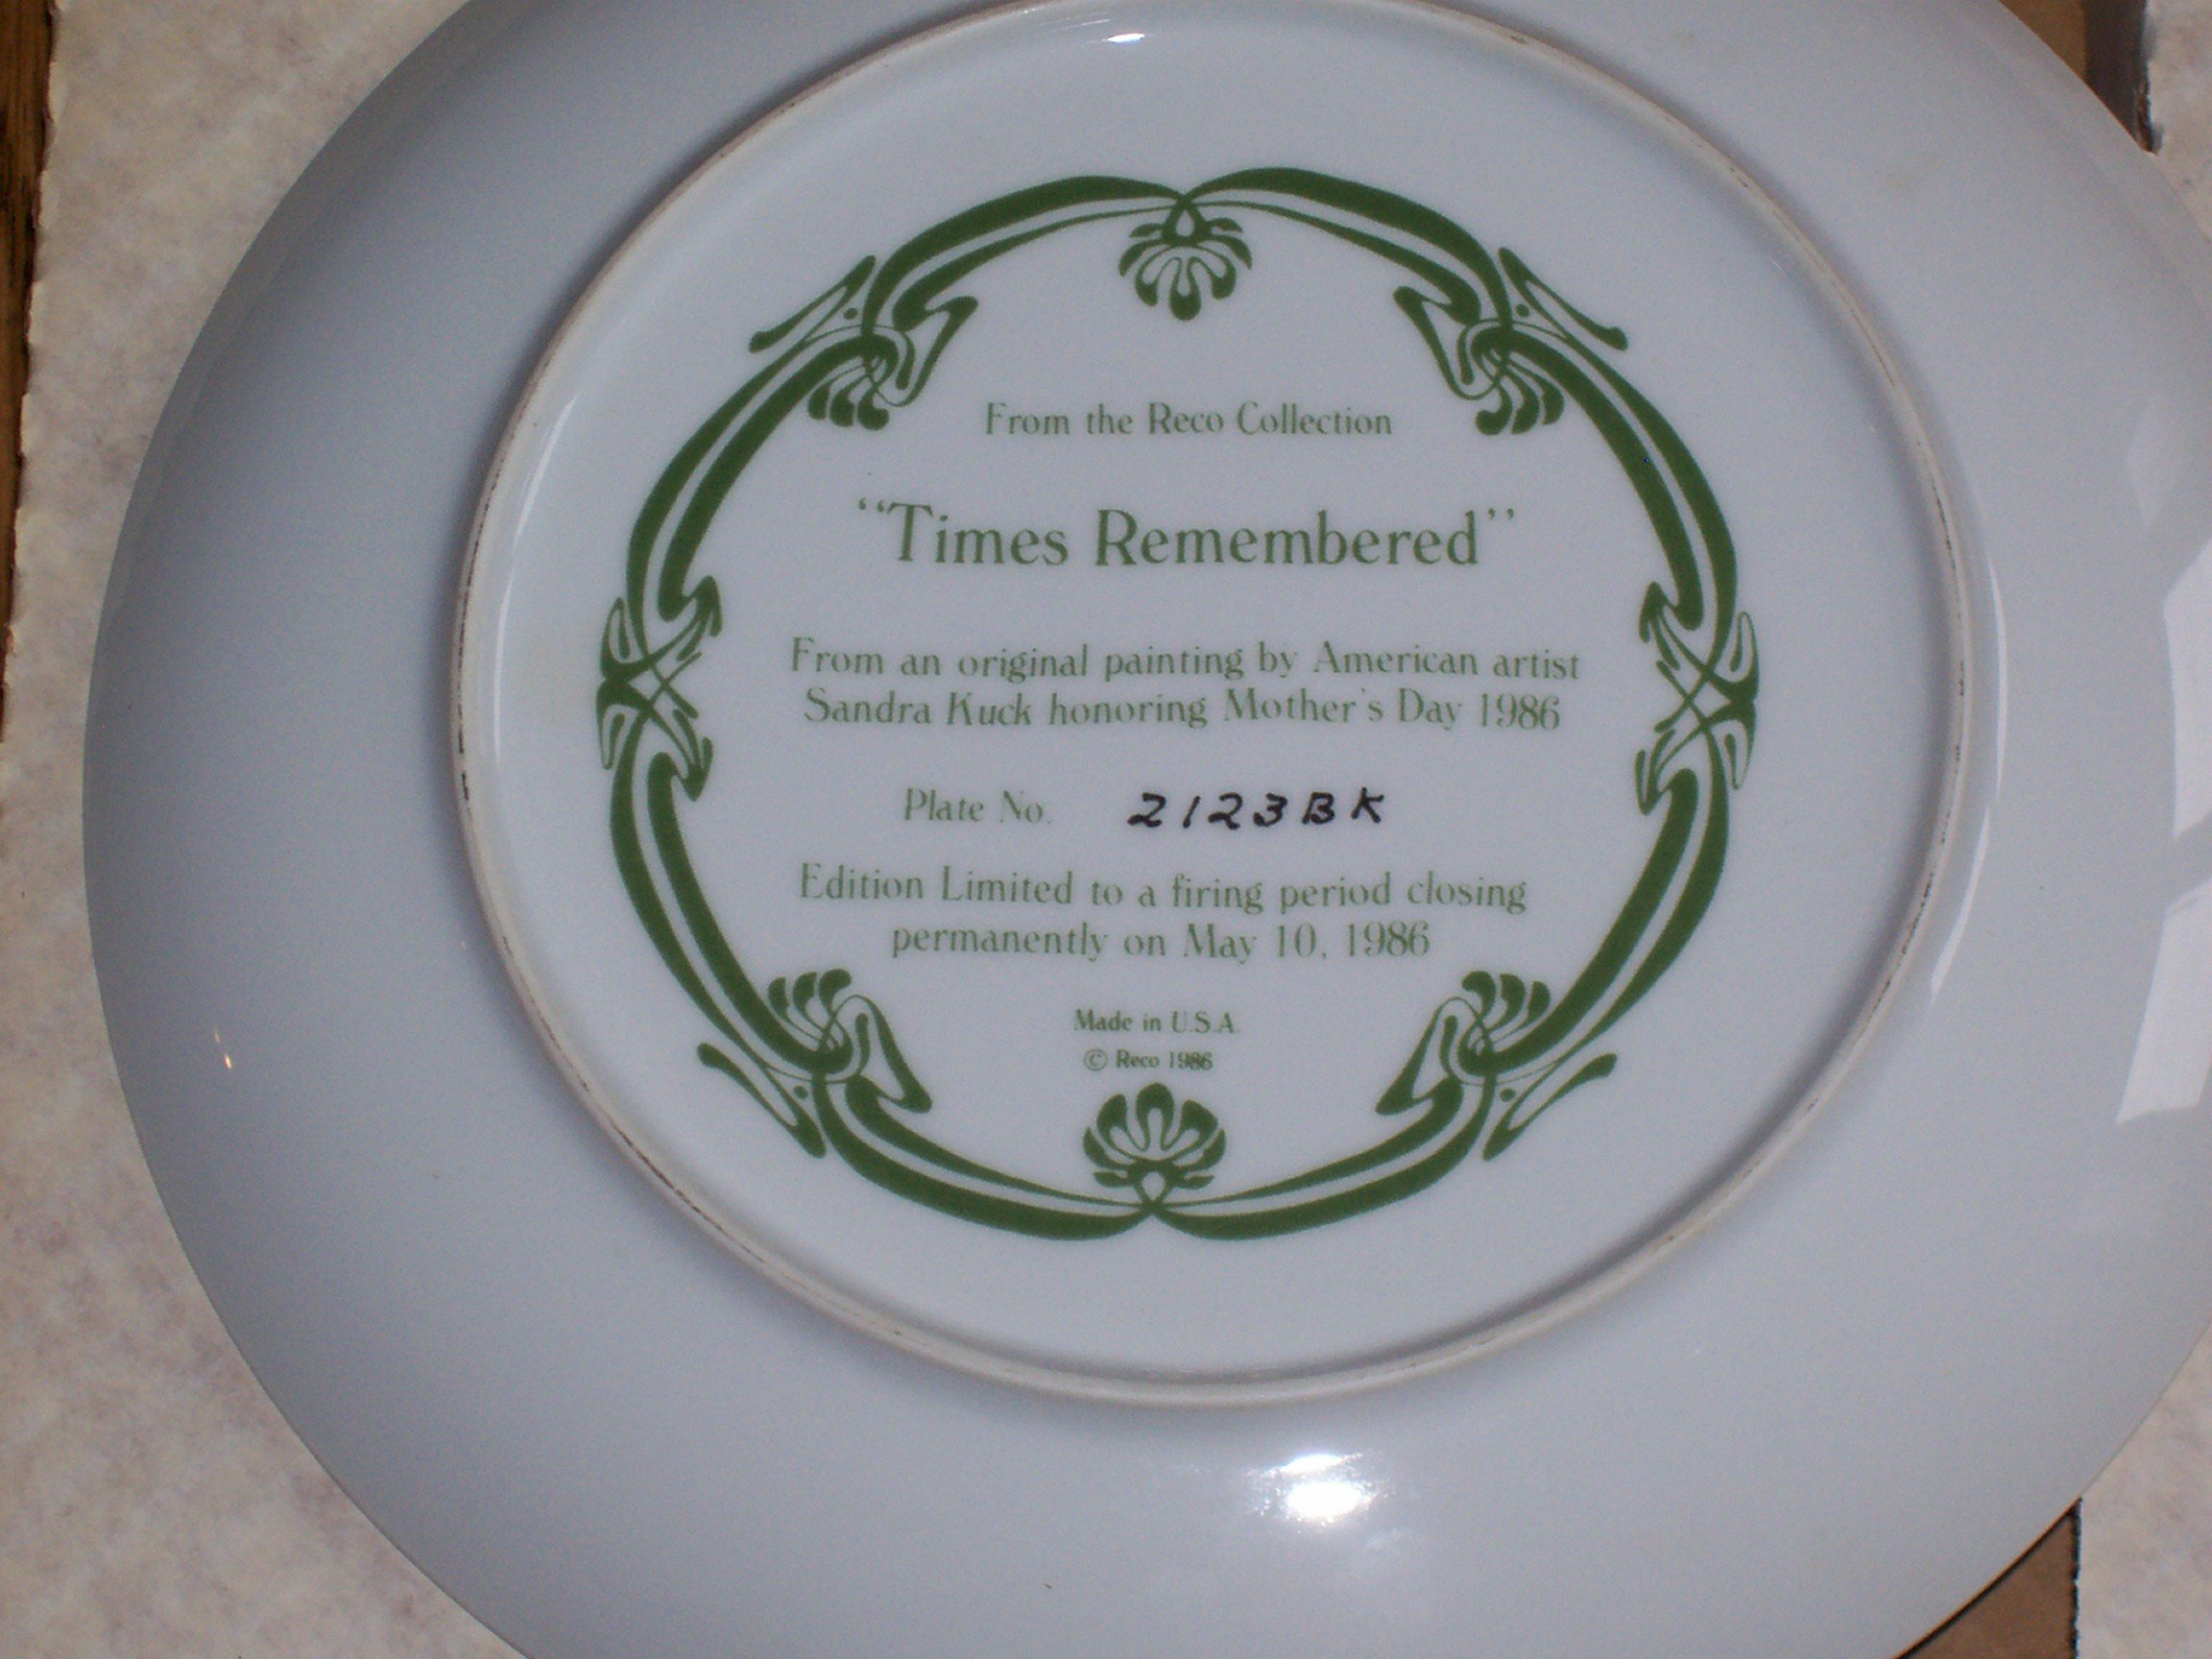 From the Reco Collection
“Times Remembered”
From an original painting by American artist
Sandra Kuck honoring Mother's Day 1986
Plate No. 2123BK
Edition Limited to a firing period closing
permanently on May 10, 1986
Made in U.S.A.
© Reco 1986